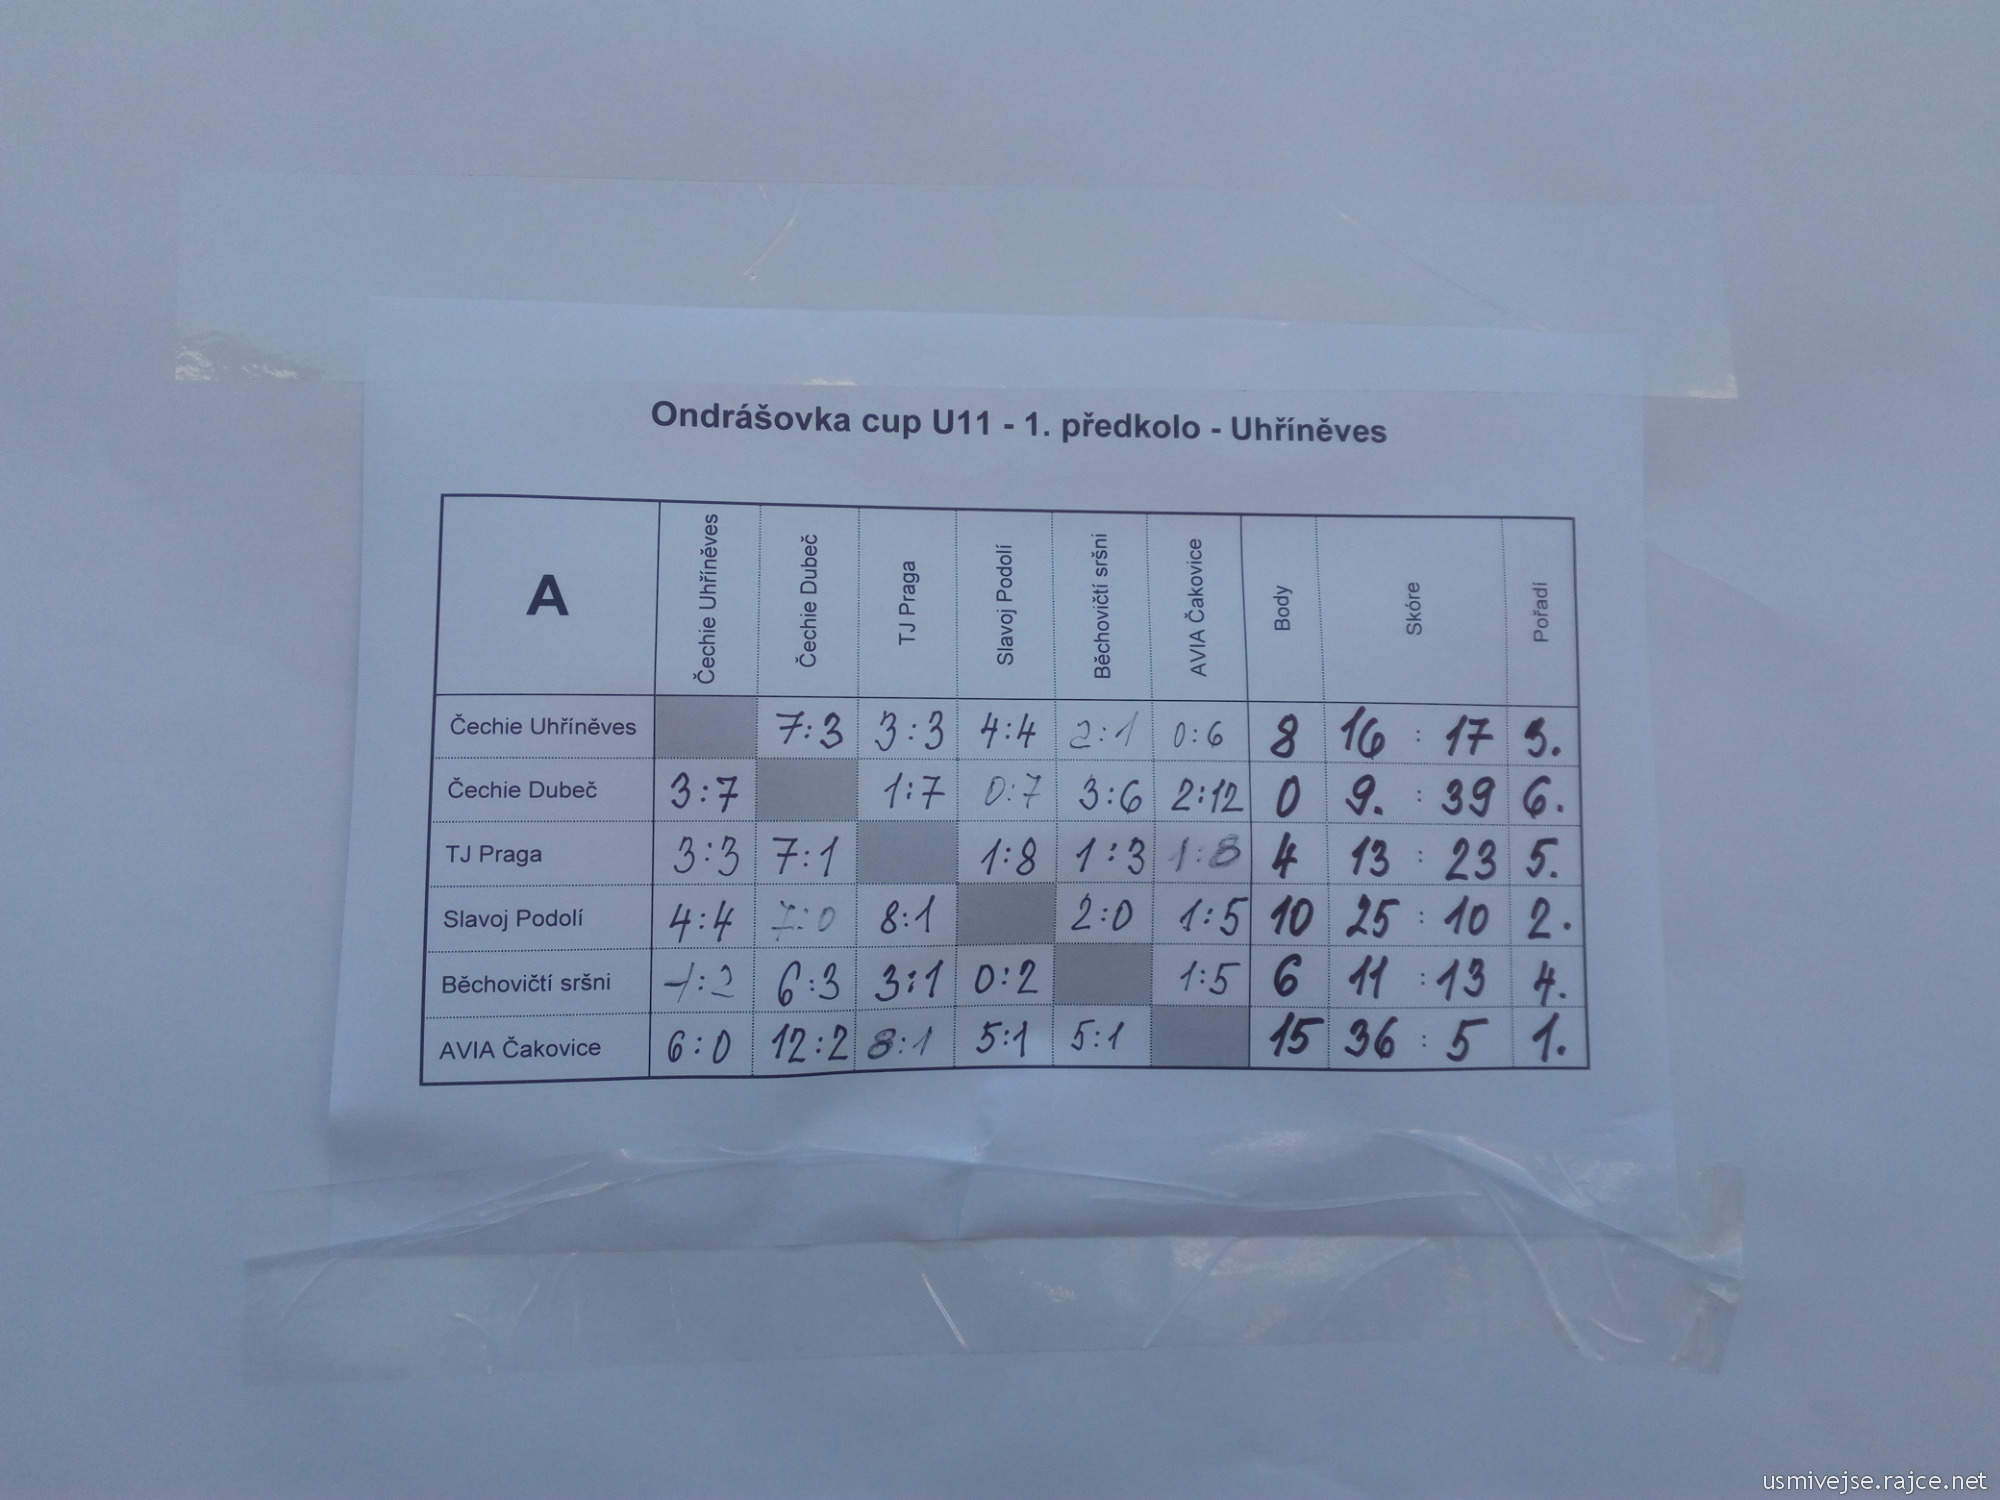 Ondrášovka cup U11 - 1. předkolo - Uhříněves
A Čechie Uhříněves Čechie Dubeč TJ Praga Slavoj Podolí Běchovičtí sršni AVIA Čakovice Body Skóre Pořadí
Čechie Uhříněves 7:3 3:3 4:4 2:1 0:6 8 16 : 17 3.
Čechie Dubeč 3:7 1:7 0:7 3:6 2:12 0 9. : 39 6.
TJ Praga 3:3 7:1 1:8 1:3 1:8 4 13 : 23 5.
Slavoj Podolí 4:4 7:0 8:1 2:0 1:5 10 25 : 10 2.
Běchovičtí sršni 1:2 6:3 3:1 0:2 1:5 6 11 : 13 4.
AVIA Čakovice 6:0 12:2 8:1 5:1 5:1 15 36 : 5 1.
usmivejse.rajce.net